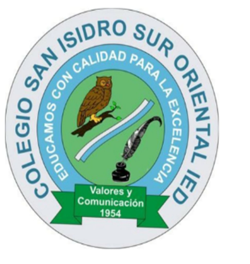 COLEGIO SAN ISIDRO SUR ORIENTAL IED
EDUCAMOS CON CALIDAD PARA LA EXCELENCIA
Valores y
Comunicación
1954